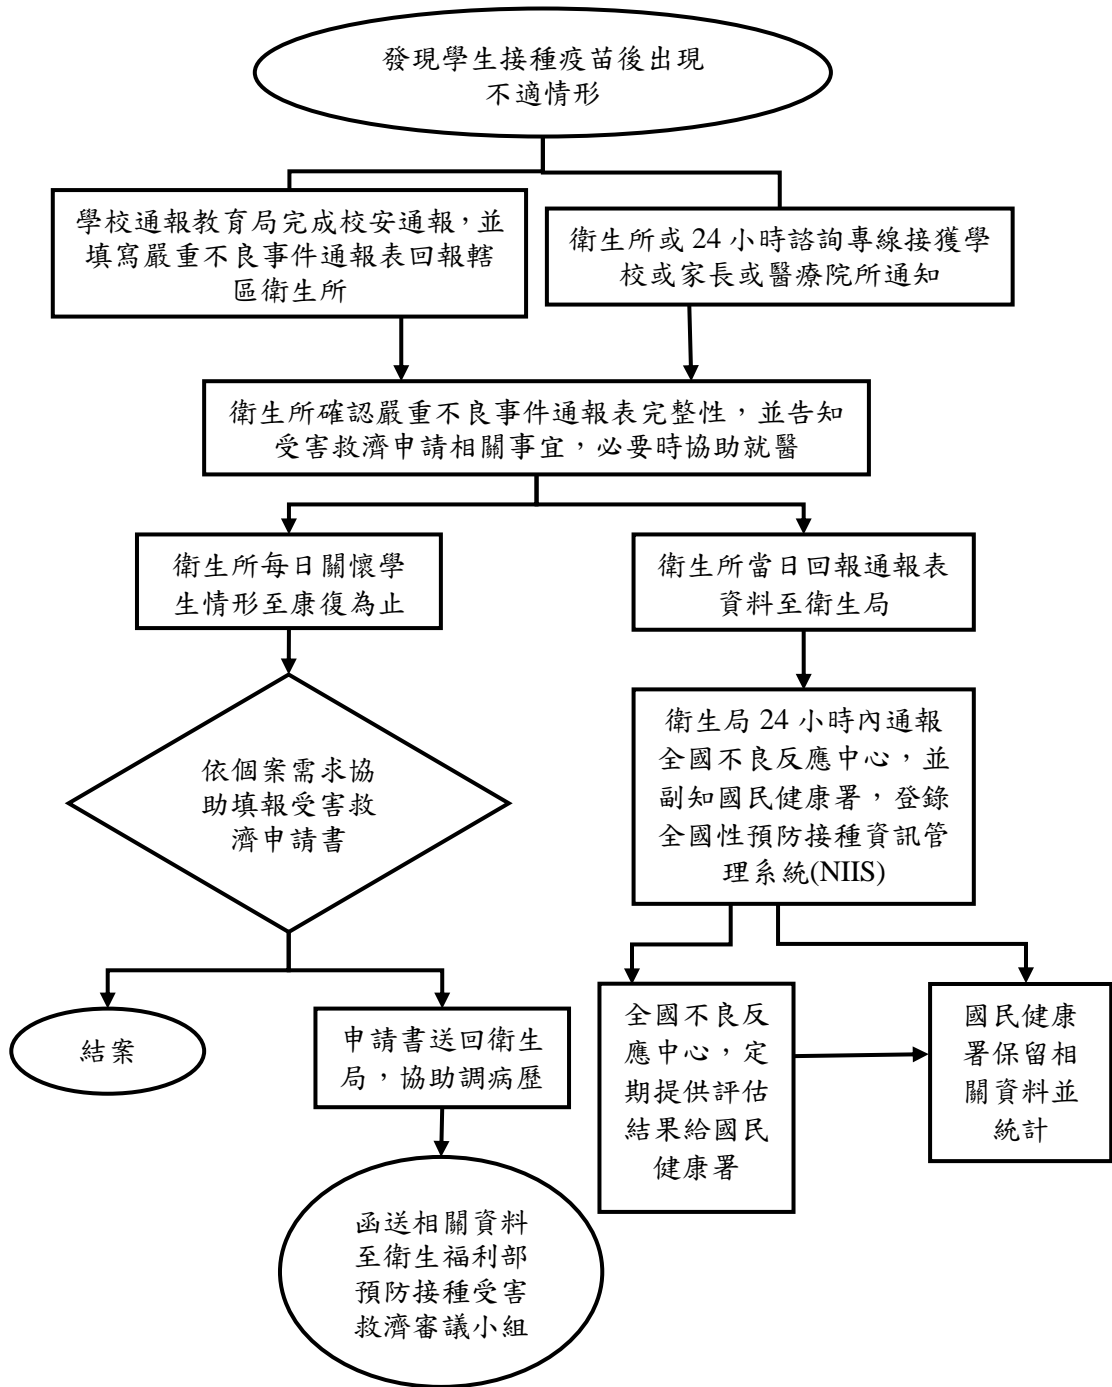 發現學生接種疫苗後出現
不適情形
學校通報教育局完成校安通報，並
填寫嚴重不良事件通報表回報轄
區衛生所
衛生所或 24 小時諮詢專線接獲學
校或家長或醫療院所通知
衛生所確認嚴重不良事件通報表完整性，並告知
受害救濟申請相關事宜，必要時協助就醫
衛生所每日關懷學
生情形至康復為止
衛生所當日回報通報表
資料至衛生局
依個案需求協
助填報受害救
濟申請書
衛生局 24 小時內通報
全國不良反應中心，並
副知國民健康署，登錄
全國性預防接種資訊管
理系統(NIIS)
結案
申請書送回衛生
局，協助調病歷
全國不良反
應中心，定
期提供評估
結果給國民
健康署
國民健康
署保留相
關資料並
統計
函送相關資料
至衛生福利部
預防接種受害
救濟審議小組